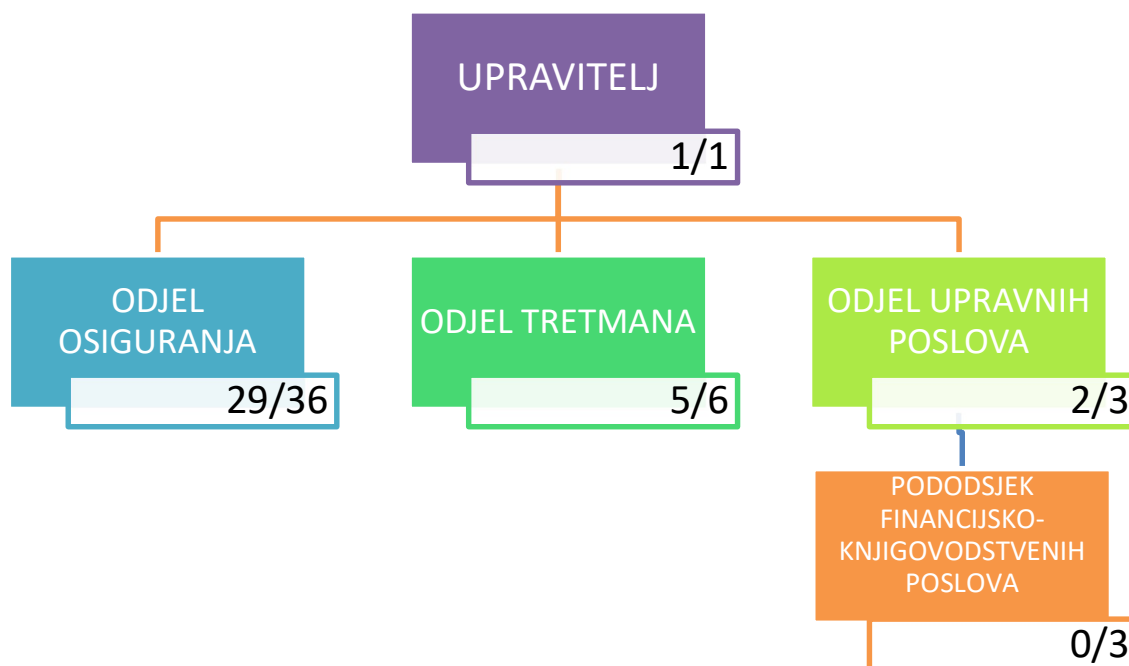 UPRAVITELJ
1/1
ODJEL
OSIGURANJA
29/36
ODJEL TRETMANA
5/6
ODJEL UPRAVNIH
POSLOVA
2/3
PODODSJEK
FINANCIJSKO-
KNJIGOVODSTVENIH
POSLOVA
0/3